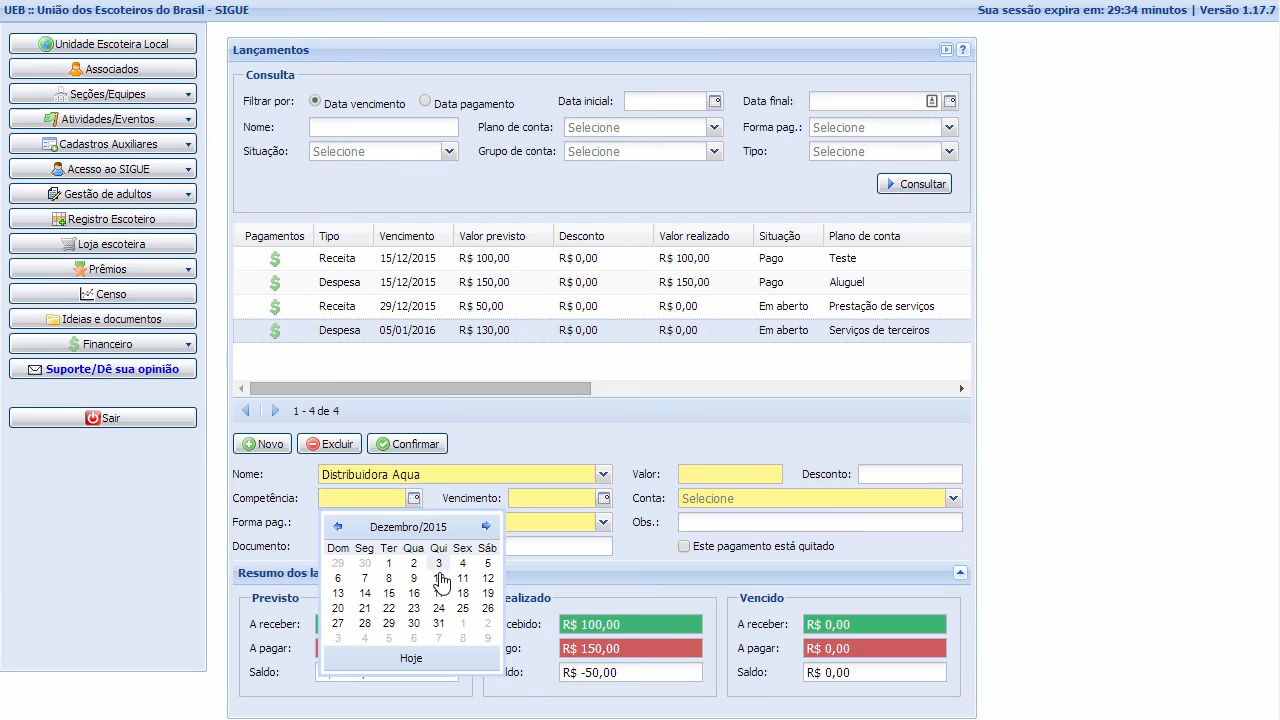 UEB :: União dos Escoteiros do Brasil - SIGUE
Sua sessão expira em: 29:34 minutos | Versão 1.17.7
Unidade Escoteira Local
Associados
Seções/Equipes
Atividades/Eventos
Cadastros Auxiliares
Acesso ao SIGUE
Gestão de adultos
Registro Escoteiro
Loja escoteira
Prêmios
Censo
Ideias e documentos
Financeiro
Suporte/Dê sua opinião
Sair
Lançamentos
Consulta
Filtrar por: Data vencimento Data pagamento Data inicial: Data final:
Nome: Plano de conta: Selecione Forma pag.: Selecione
Situação: Selecione Grupo de conta: Selecione Tipo: Selecione
Consultar
Pagamentos Tipo Vencimento Valor previsto Desconto Valor realizado Situação Plano de conta
$ Receita 15/12/2015 R$ 100,00 R$ 0,00 R$ 100,00 Pago Teste
$ Despesa 15/12/2015 R$ 150,00 R$ 0,00 R$ 150,00 Pago Aluguel
$ Receita 29/12/2015 R$ 50,00 R$ 0,00 R$ 0,00 Em aberto Prestação de serviços
$ Despesa 05/01/2016 R$ 130,00 R$ 0,00 R$ 0,00 Em aberto Serviços de terceiros
1 - 4 de 4
Novo Excluir Confirmar
Nome: Distribuidora Aqua Valor: Desconto:
Competência: Vencimento: Conta: Selecione
Forma pag.: Obs.:
Documento: Este pagamento está quitado
Dezembro/2015
Dom Seg Ter Qua Qui Sex Sáb
29 30 1 2 3 4 5
6 7 8 9 11 12
13 14 15 16 18 19
20 21 22 23 24 25 26
27 28 29 30 31 1 2
3 4 5 6 7 8 9
Hoje
Resumo dos la
Previsto
A receber:
A pagar:
Saldo:
ealizado
cebido: R$ 100,00
go: R$ 150,00
ldo: R$ -50,00
Vencido
A receber: R$ 0,00
A pagar: R$ 0,00
Saldo: R$ 0,00